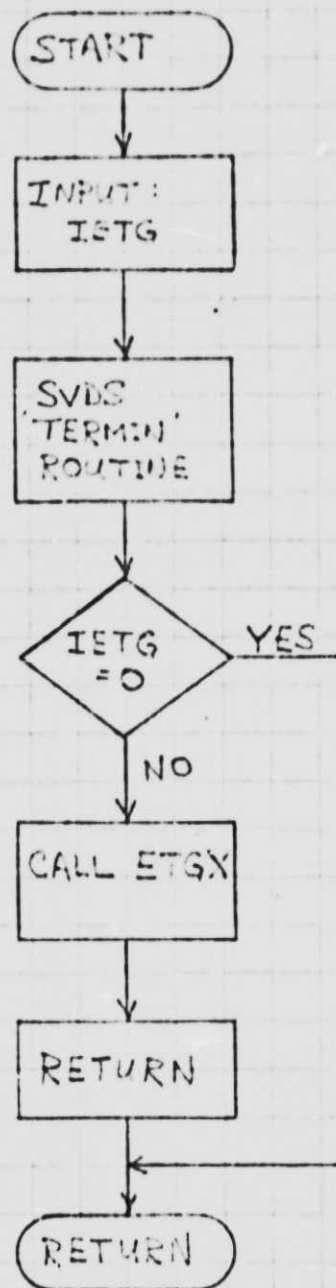 START
INPUT:
IETG
SVDS
'TERMIN'
ROUTINE
IETG
=0
YES
NO
CALL ETGX
RETURN
RETURN